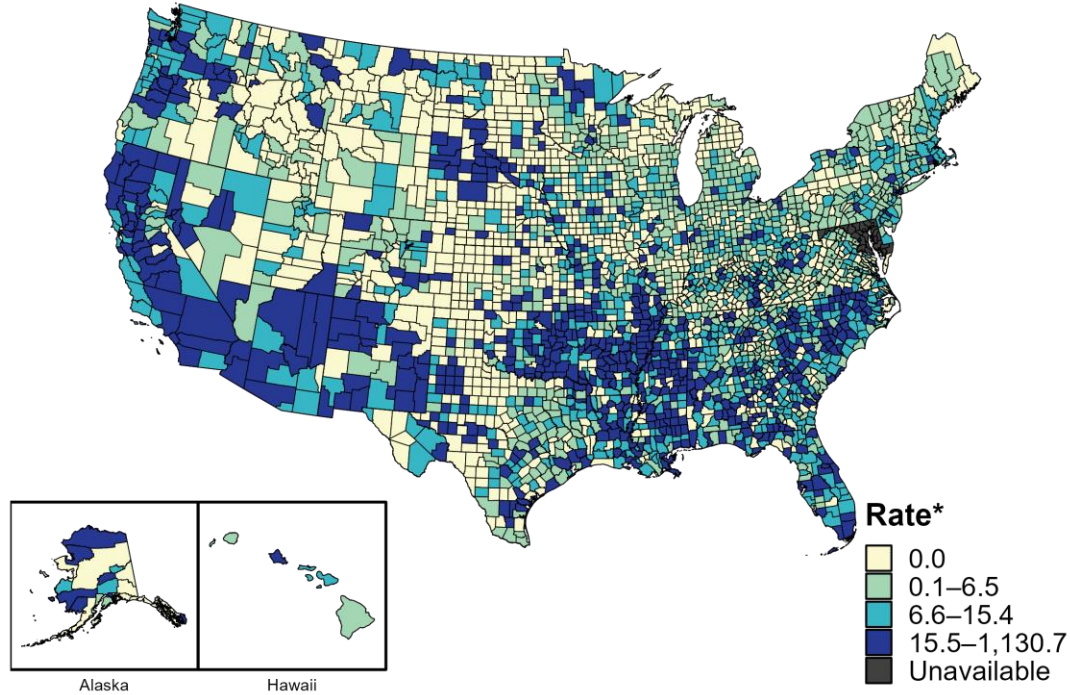 Rate*
0.0
0.1–6.5
6.6–15.4
15.5–1,130.7
Unavailable
Alaska
Hawaii